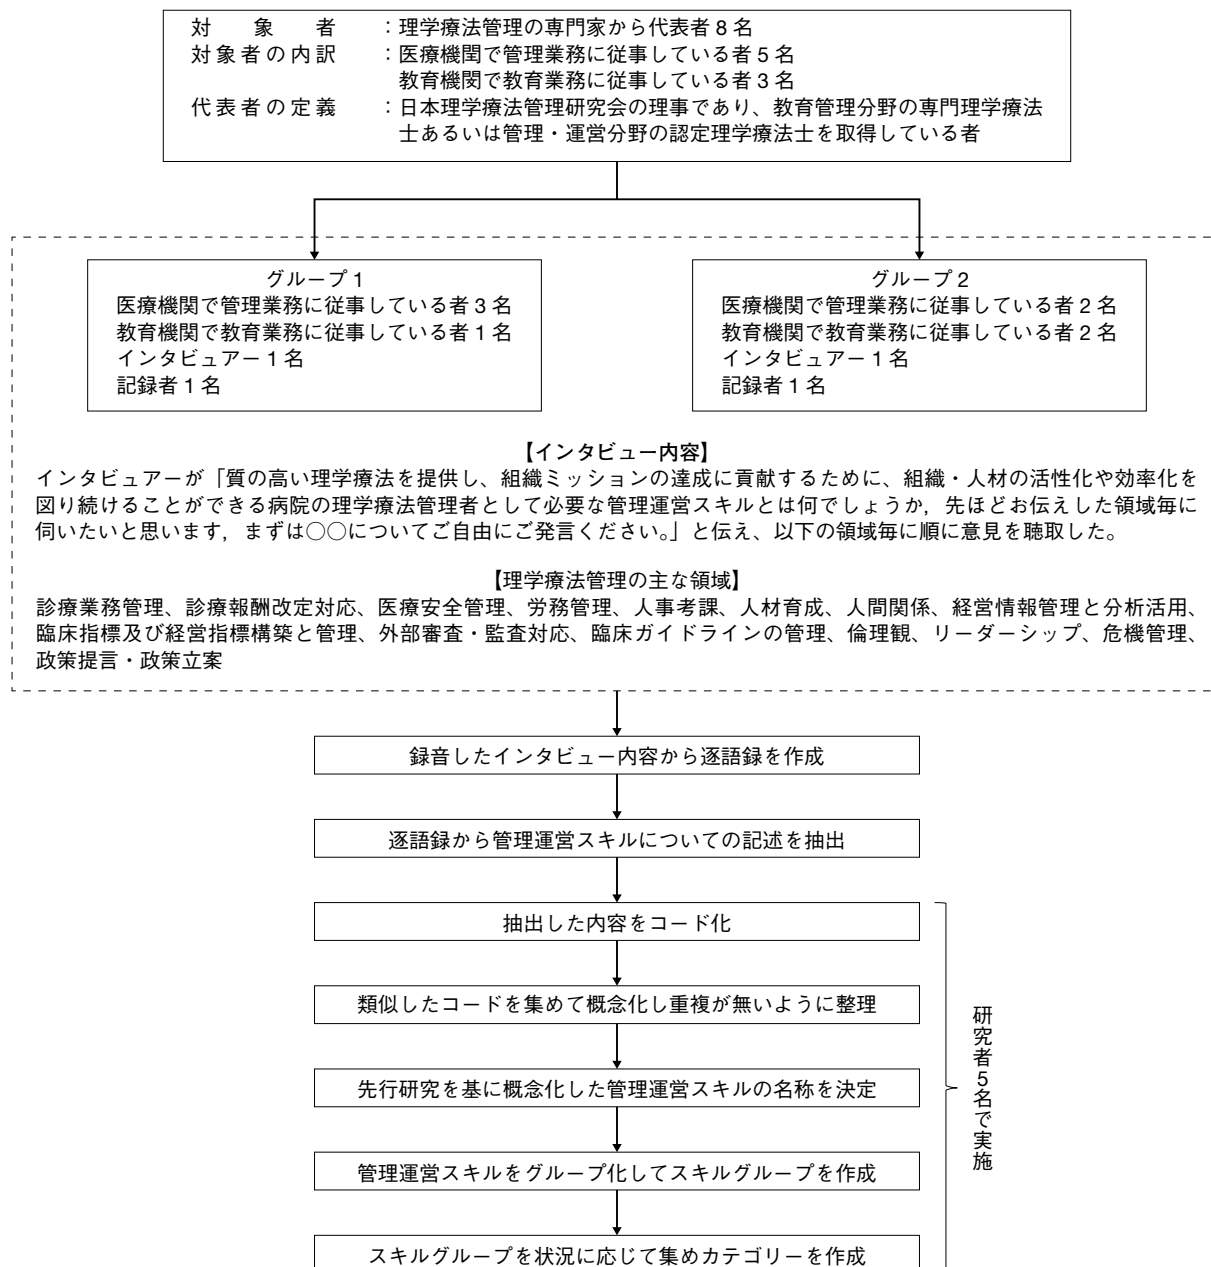 対象者：理学療法管理の専門家から代表者８名
対象者の内訳：医療機関で管理業務に従事している者５名
教育機関で教育業務に従事している者３名
代表者の定義：日本理学療法管理研究会の理事であり、教育管理分野の専門理学療法
士あるいは管理・運営分野の認定理学療法士を取得している者
グループ１
医療機関で管理業務に従事している者３名
教育機関で教育業務に従事している者１名
インタビュアー１名
記録者１名
グループ２
医療機関で管理業務に従事している者２名
教育機関で教育業務に従事している者２名
インタビュアー１名
記録者１名
【インタビュー内容】
インタビュアーが「質の高い理学療法を提供し、組織ミッションの達成に貢献するために、組織・人材の活性化や効率化を
図り続けることができる病院の理学療法管理者として必要な管理運営スキルとは何でしょうか，先ほどお伝えした領域毎に
伺いたいと思います，まずは○○についてご自由にご発言ください。」と伝え、以下の領域毎に順に意見を聴取した。
【理学療法管理の主な領域】
診療業務管理、診療報酬改定対応、医療安全管理、労務管理、人事考課、人材育成、人間関係、経営情報管理と分析活用、
臨床指標及び経営指標構築と管理、外部審査・監査対応、臨床ガイドラインの管理、倫理観、リーダーシップ、危機管理、
政策提言・政策立案
録音したインタビュー内容から逐語録を作成
逐語録から管理運営スキルについての記述を抽出
抽出した内容をコード化
類似したコードを集めて概念化し重複が無いように整理
先行研究を基に概念化した管理運営スキルの名称を決定
管理運営スキルをグループ化してスキルグループを作成
スキルグループを状況に応じて集めカテゴリーを作成
研究者5名で実施